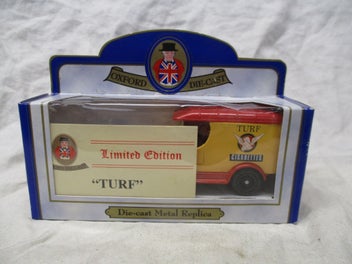 OXFORD DIE-CAST
Limited Edition
"TURF"
TURF
CIGARETTES
Die-cast Metal Replica